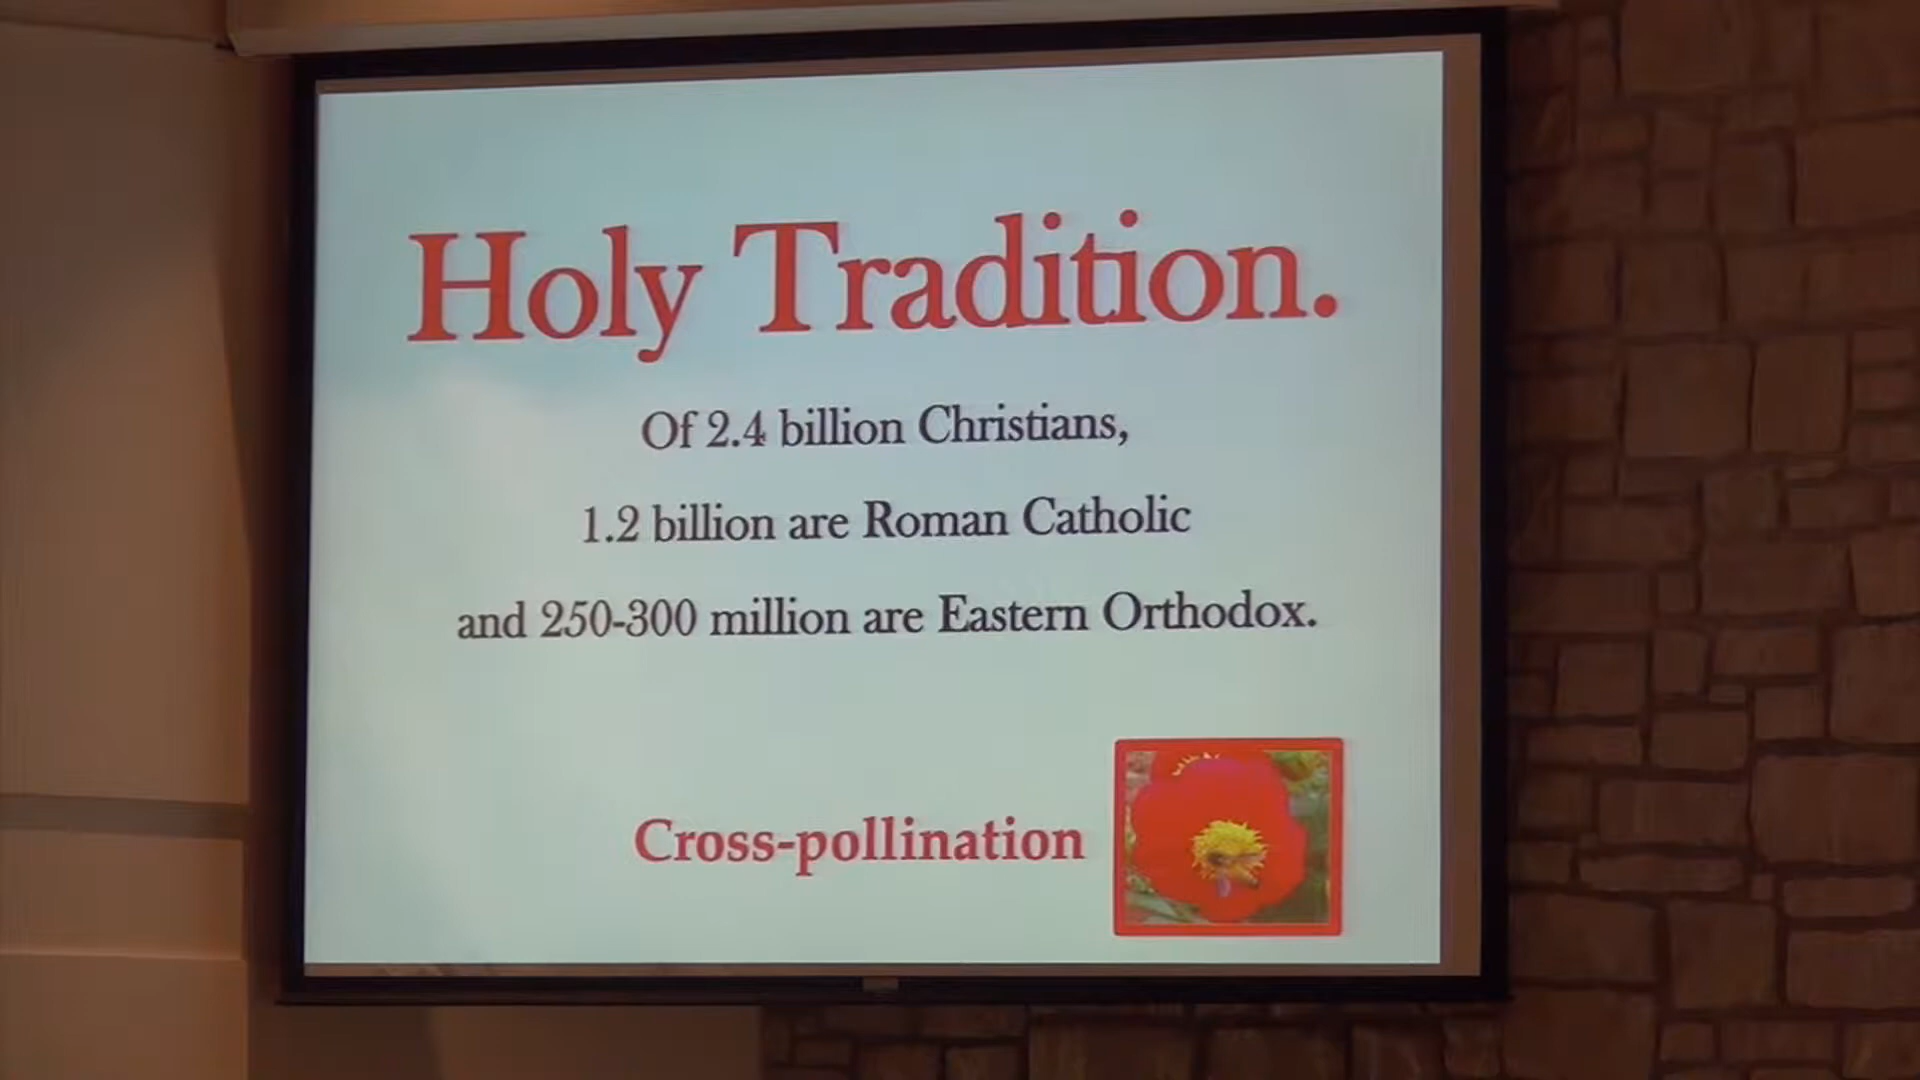 Holy Tradition.
Of 2.4 billion Christians,
1.2 billion are Roman Catholic
and 250-300 million are Eastern Orthodox.
Cross-pollination